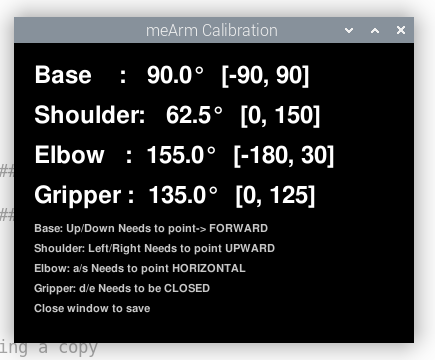 meArm Calibration
Base : 90.0° [-90, 90]
Shoulder: 62.5° [0, 150]
Elbow : 155.0° [-180, 30]
Gripper : 135.0° [0, 125]
Base: Up/Down Needs to point-> FORWARD
Shoulder: Left/Right Needs to point UPWARD
Elbow: a/s Needs to point HORIZONTAL
Gripper: d/e Needs to be CLOSED
Close window to save
##
##
ing a copy